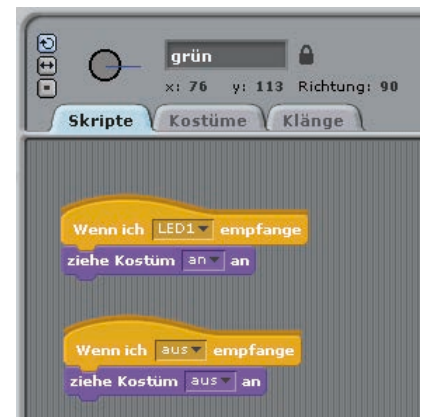 grün
x: 76 y: 113 Richtung: 90
Skripte Kostüme Klänge
Wenn ich LED1 empfange
ziehe Kostüm an an
Wenn ich aus empfange
ziehe Kostüm aus an